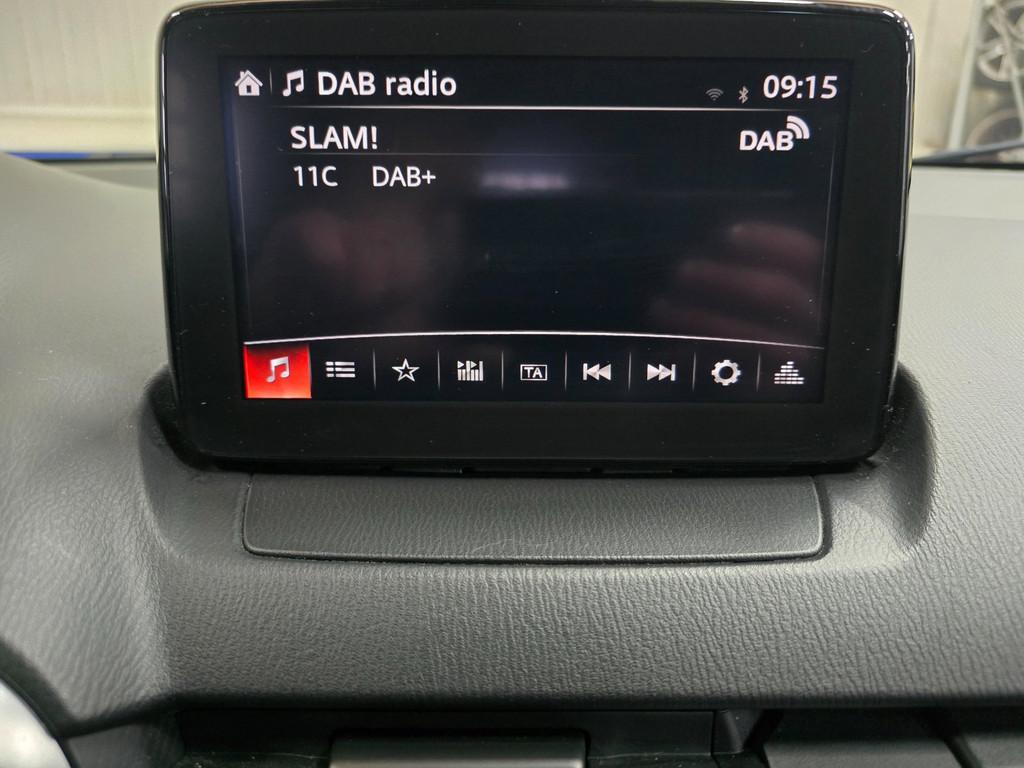 DAB radio 09:15
SLAM! DAB
11C DAB+
TA